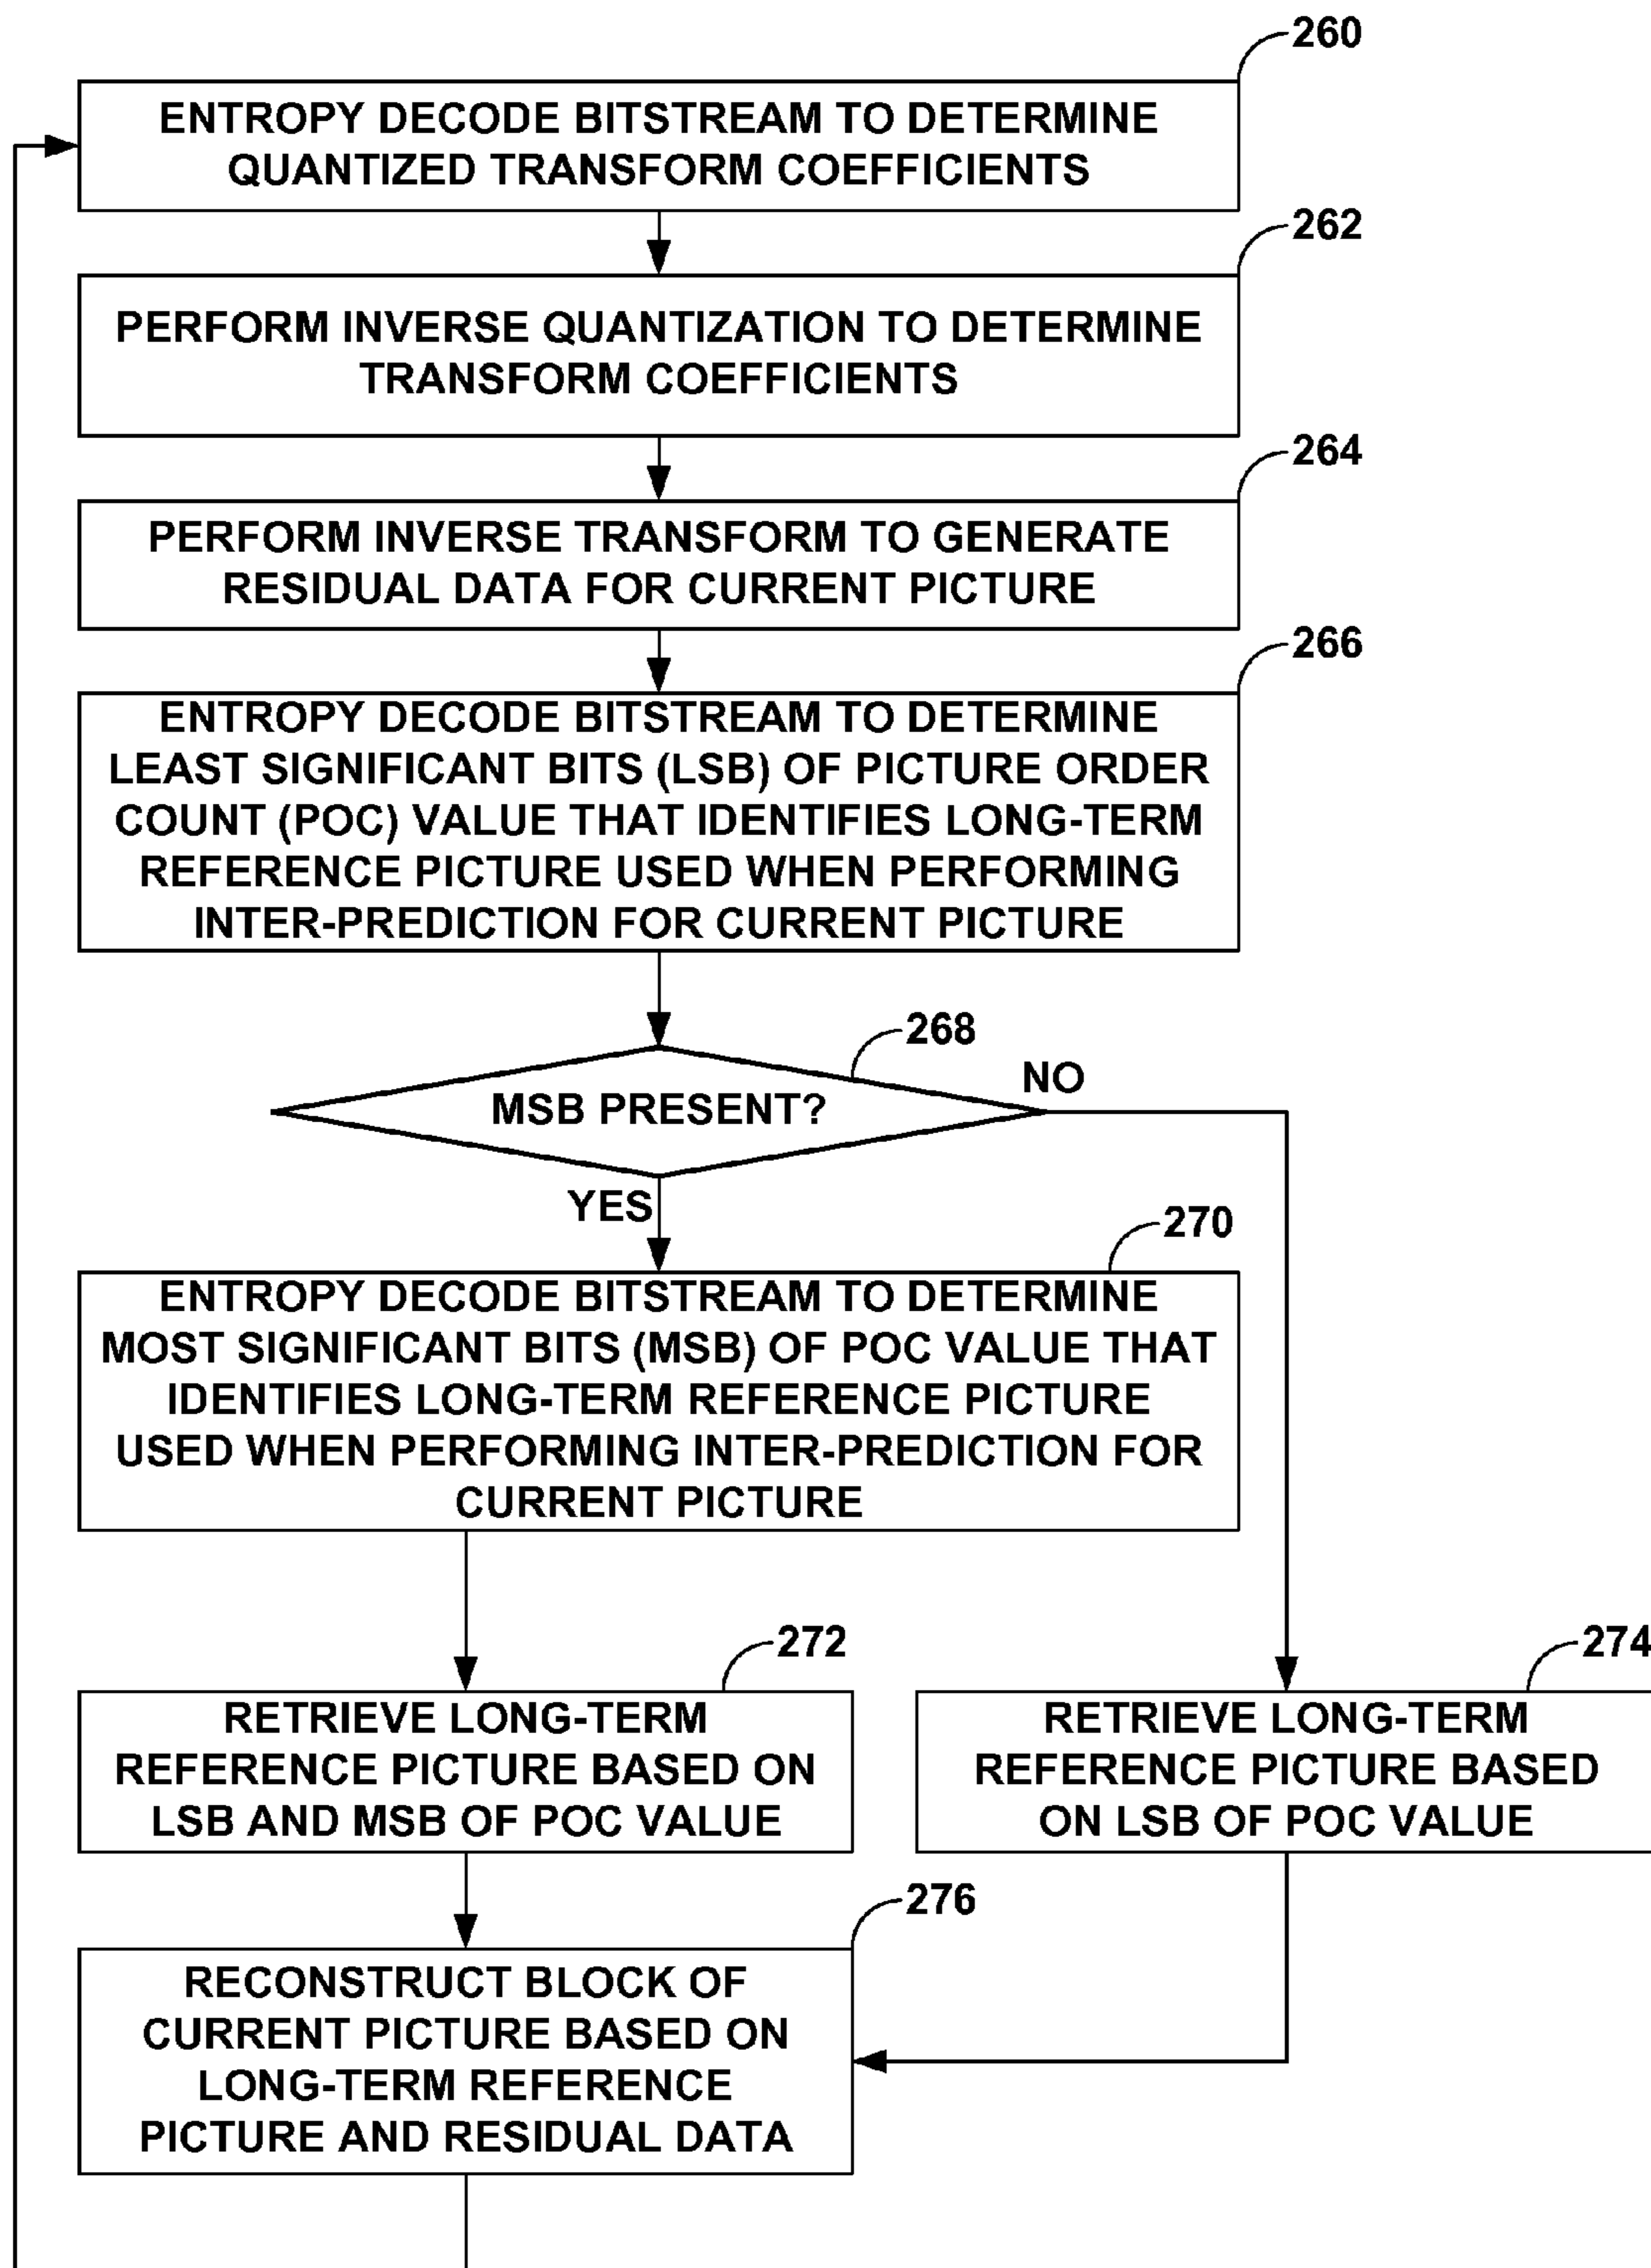 260
ENTROPY DECODE BITSTREAM TO DETERMINE
QUANTIZED TRANSFORM COEFFICIENTS
262
PERFORM INVERSE QUANTIZATION TO DETERMINE
TRANSFORM COEFFICIENTS
264
PERFORM INVERSE TRANSFORM TO GENERATE
RESIDUAL DATA FOR CURRENT PICTURE
266
ENTROPY DECODE BITSTREAM TO DETERMINE
LEAST SIGNIFICANT BITS (LSB) OF PICTURE ORDER
COUNT (POC) VALUE THAT IDENTIFIES LONG-TERM
REFERENCE PICTURE USED WHEN PERFORMING
INTER-PREDICTION FOR CURRENT PICTURE
268
MSB PRESENT?
NO
YES
270
ENTROPY DECODE BITSTREAM TO DETERMINE
MOST SIGNIFICANT BITS (MSB) OF POC VALUE THAT
IDENTIFIES LONG-TERM REFERENCE PICTURE
USED WHEN PERFORMING INTER-PREDICTION FOR
CURRENT PICTURE
272
RETRIEVE LONG-TERM
REFERENCE PICTURE BASED ON
LSB AND MSB OF POC VALUE
274
RETRIEVE LONG-TERM
REFERENCE PICTURE BASED
ON LSB OF POC VALUE
276
RECONSTRUCT BLOCK OF
CURRENT PICTURE BASED ON
LONG-TERM REFERENCE
PICTURE AND RESIDUAL DATA